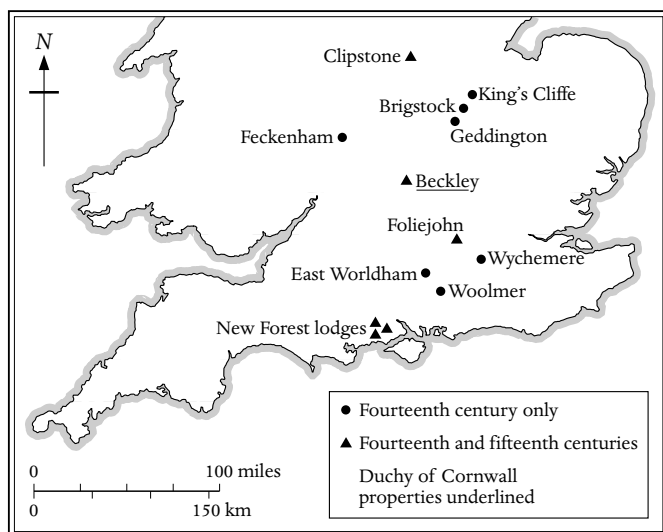 N
Clipstone
King's Cliffe
Brigstock
Geddington
Feckenham
Beckley
Foliejohn
Wychemere
East Worldham
Woolmer
New Forest lodges
Fourteenth century only
Fourteenth and fifteenth centuries
Duchy of Cornwall
properties underlined
0 100 miles
0 150 km